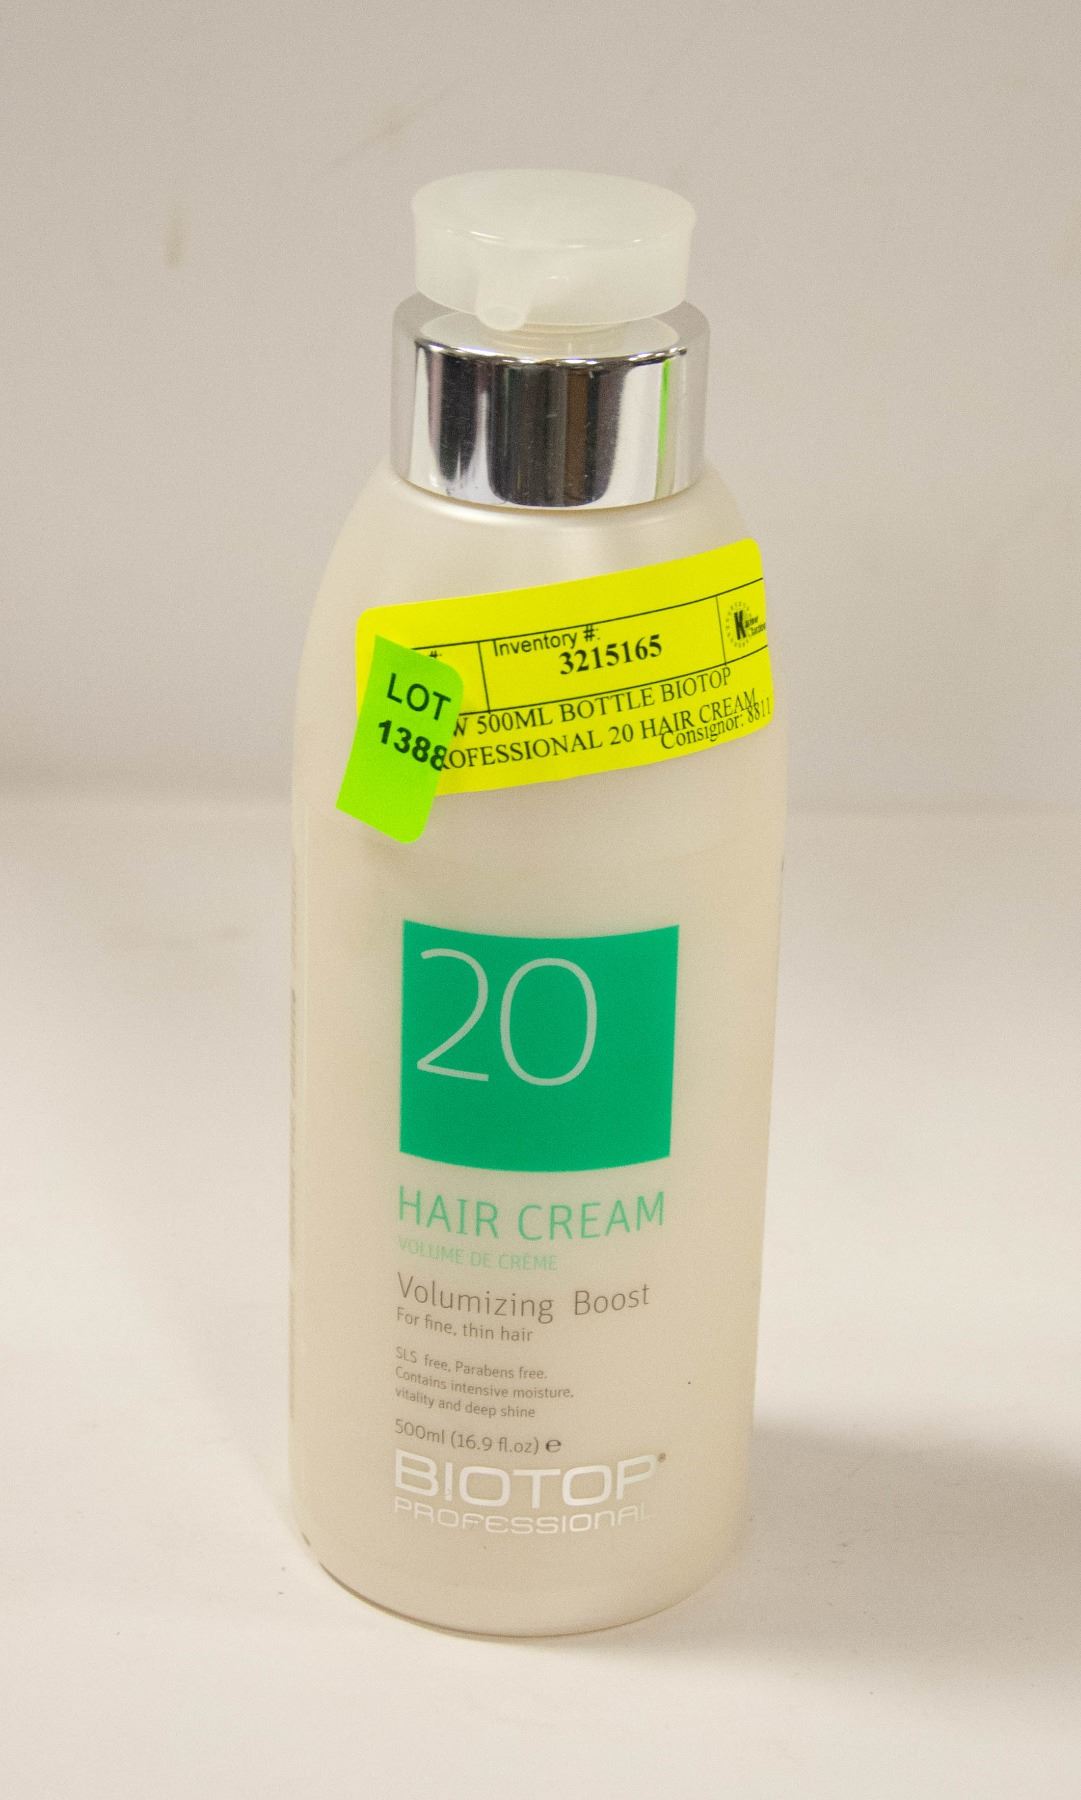 #:
Inventory #:
3215165
K
LOT
1388
W 500ML BOTTLE BIOTOP
ROFESSIONAL 20 HAIR CREAM
Consignor: 8811
20
HAIR CREAM
VOLUME DE CRÈME
Volumizing Boost
For fine, thin hair
SLS free, Parabens free.
Contains intensive moisture,
vitality and deep shine
500ml (16.9 fl.oz) ℮
BIOTOP®
PROFESSIONAL